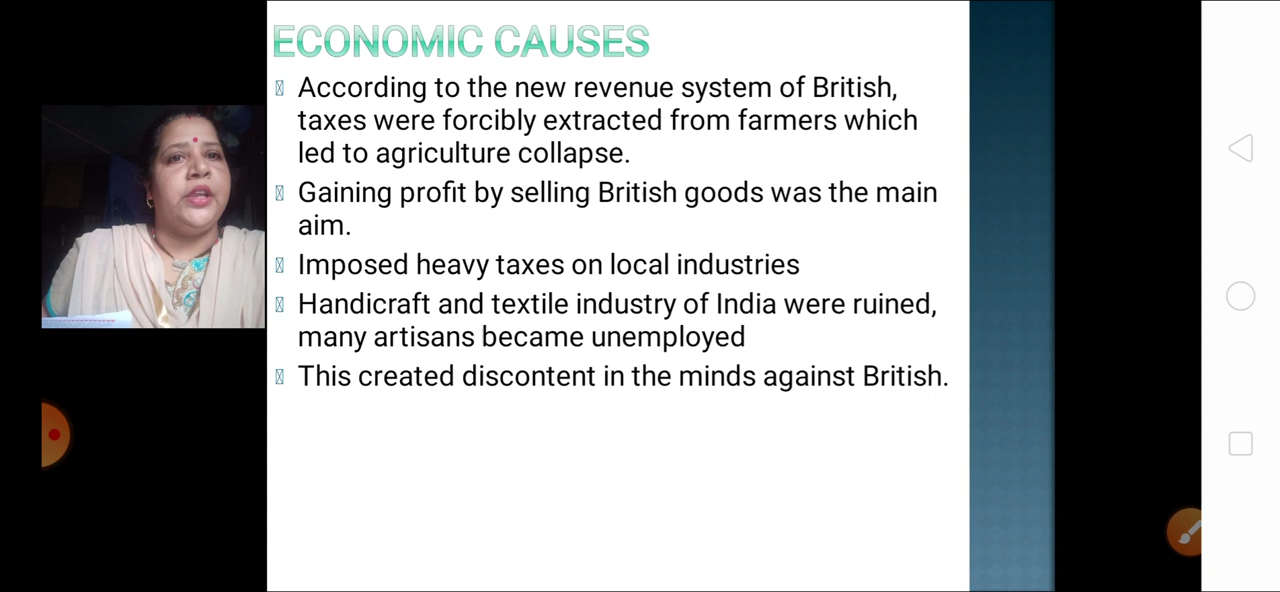 ECONOMIC CAUSES
According to the new revenue system of British,
taxes were forcibly extracted from farmers which
led to agriculture collapse.
Gaining profit by selling British goods was the main
aim.
Imposed heavy taxes on local industries
Handicraft and textile industry of India were ruined,
many artisans became unemployed
This created discontent in the minds against British.